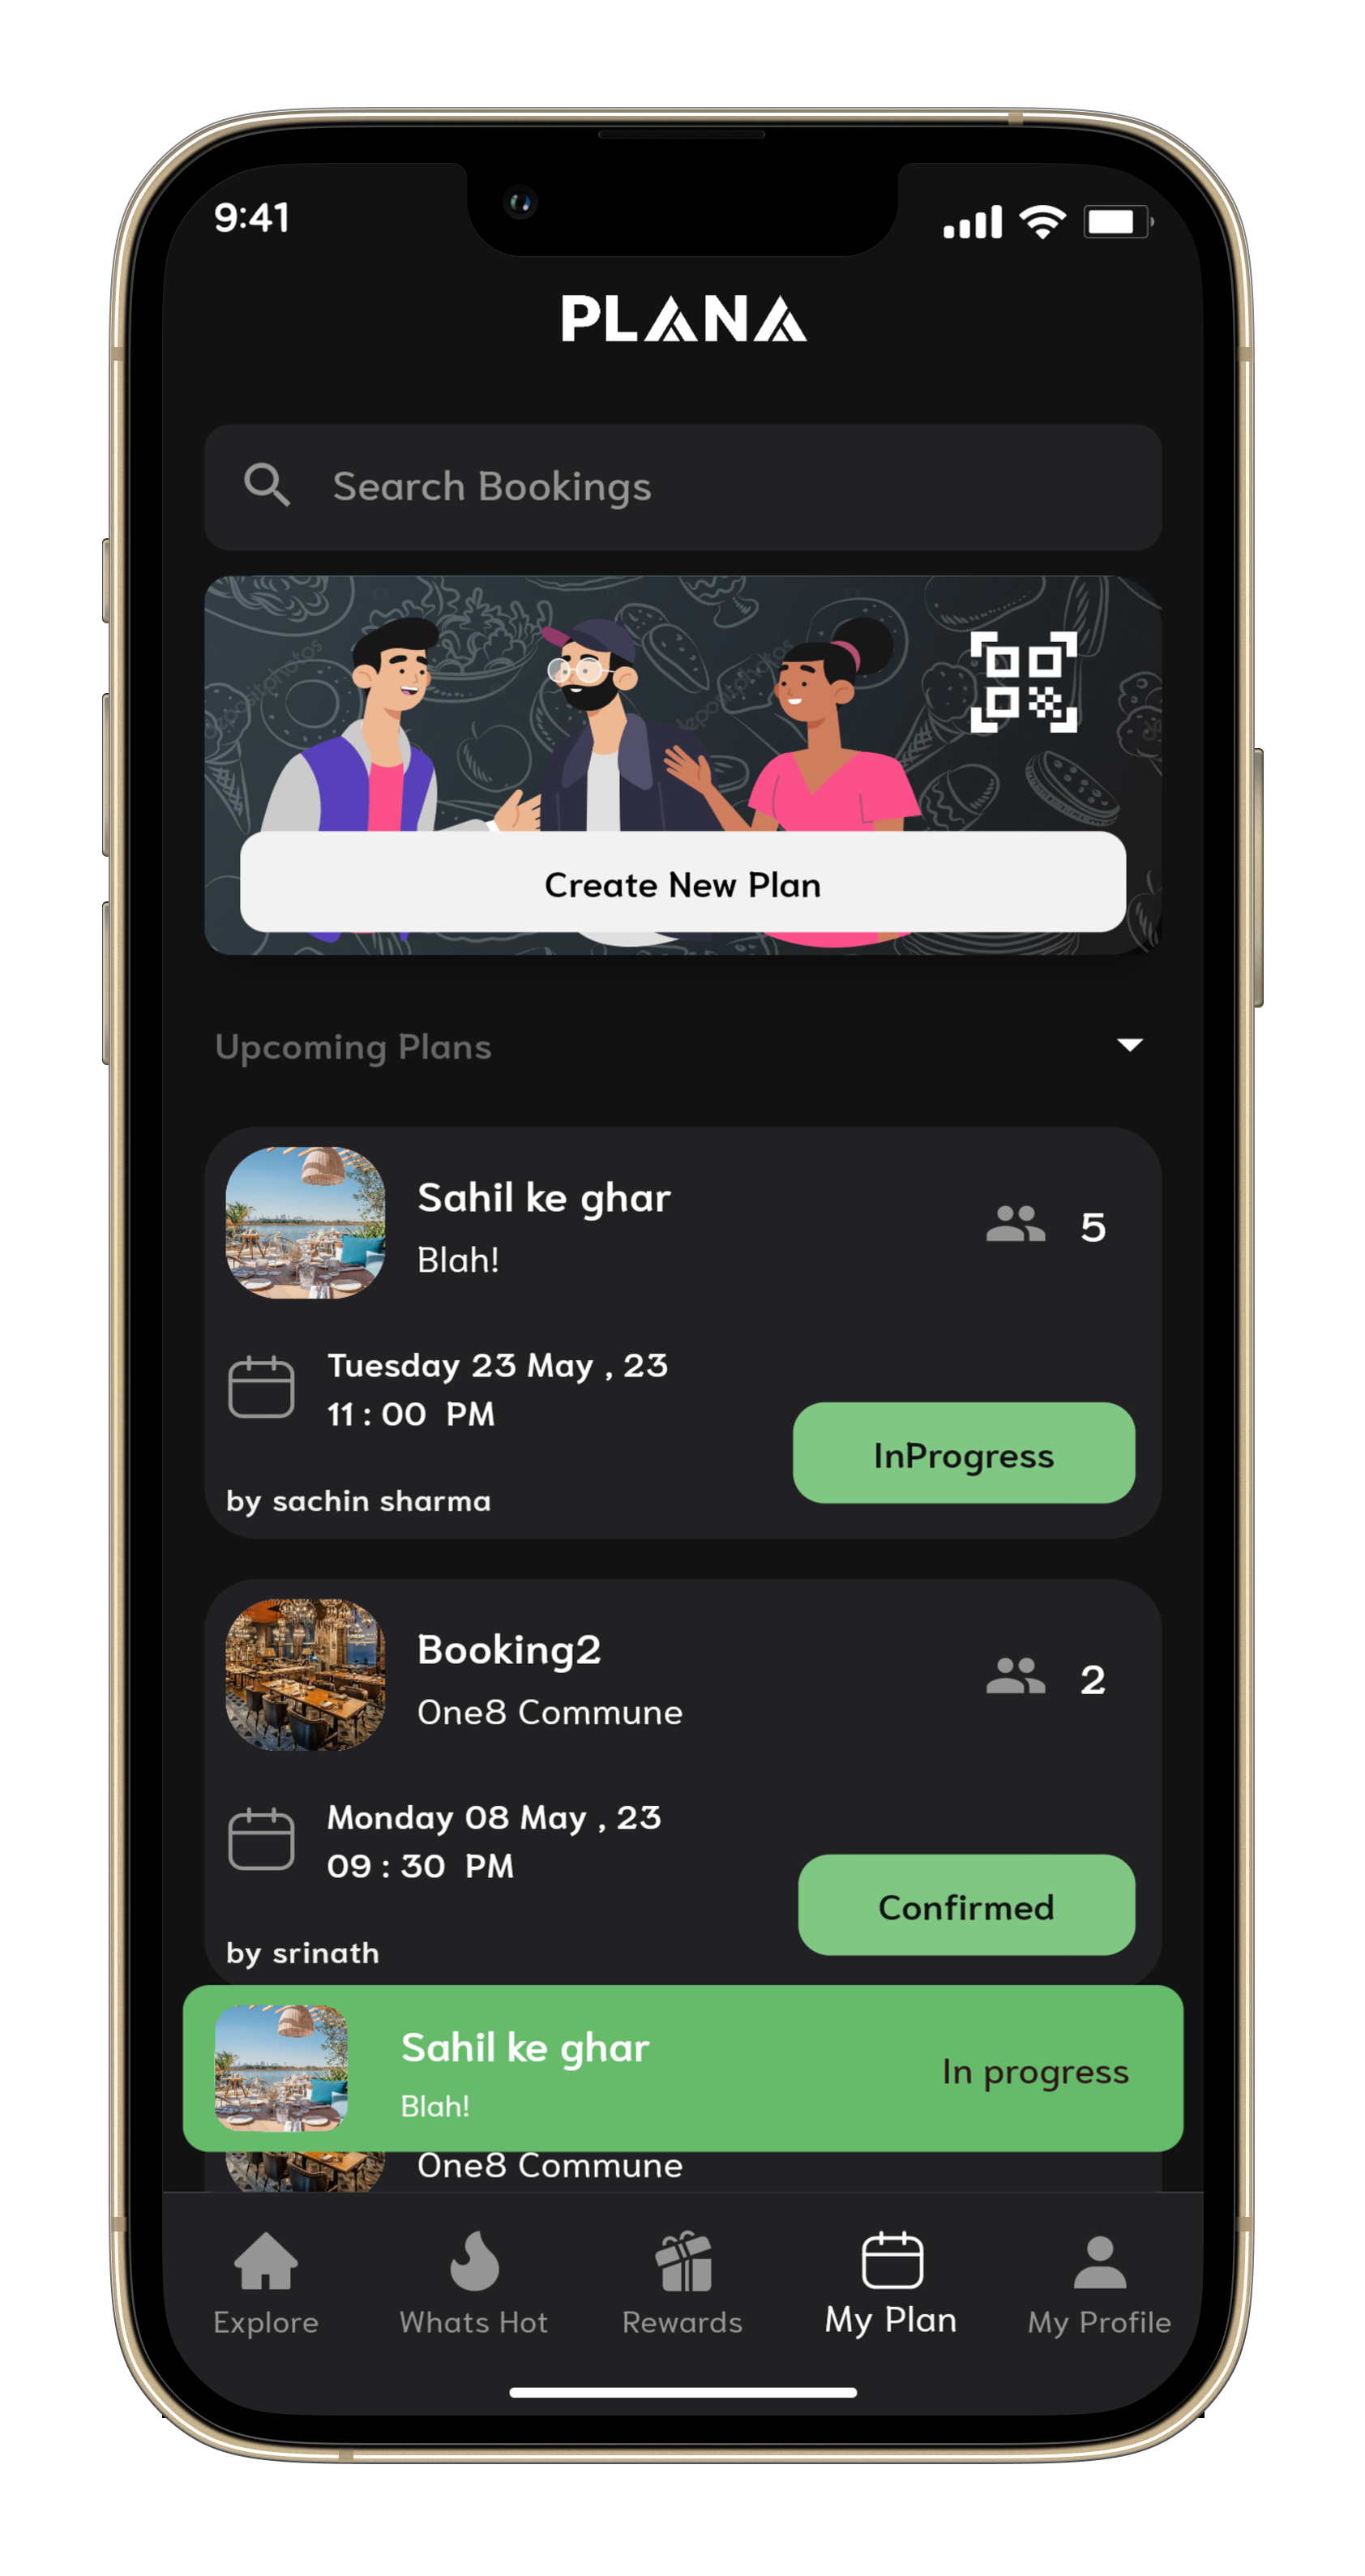 9:41
PLANA
Search Bookings
depositphotos
depositphotos
Create New Plan
Upcoming Plans
Sahil ke ghar
5
Blah!
Tuesday 23 May , 23
11 : 00 PM
InProgress
by sachin sharma
Booking2
2
One8 Commune
Monday 08 May , 23
09 : 30 PM
Confirmed
by srinath
Sahil ke ghar
In progress
Blah!
One8 Commune
Explore
Whats Hot
Rewards
My Plan
My Profile